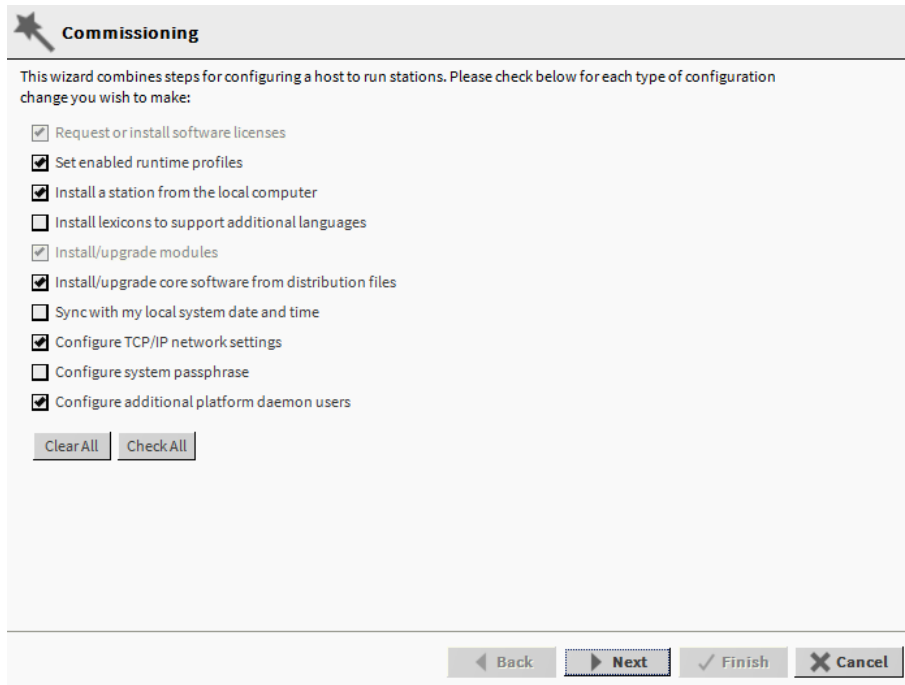 Commissioning
This wizard combines steps for configuring a host to run stations. Please check below for each type of configuration
change you wish to make:
Request or install software licenses
Set enabled runtime profiles
Install a station from the local computer
Install lexicons to support additional languages
Install/upgrade modules
Install/upgrade core software from distribution files
Sync with my local system date and time
Configure TCP/IP network settings
Configure system passphrase
Configure additional platform daemon users
Clear All Check All
Back Next Finish Cancel